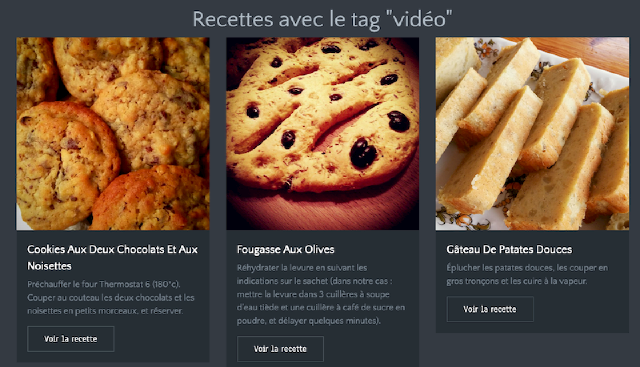 Recettes avec le tag "vidéo"
Cookies Aux Deux Chocolats Et Aux
Noisettes
Préchauffer le four Thermostat 6 (180°c).
Couper au couteau les deux chocolats et les
noisettes en petits morceaux, et réserver.
Voir la recette
Fougasse Aux Olives
Réhydrater la levure en suivant les
indications sur le sachet (dans notre cas :
mettre la levure dans 3 cuillères à soupe
d'eau tiède et une cuillère à café de sucre en
poudre, et délayer quelques minutes).
Voir la recette
Gâteau De Patates Douces
Éplucher les patates douces, les couper en
gros tronçons et les cuire à la vapeur.
Voir la recette